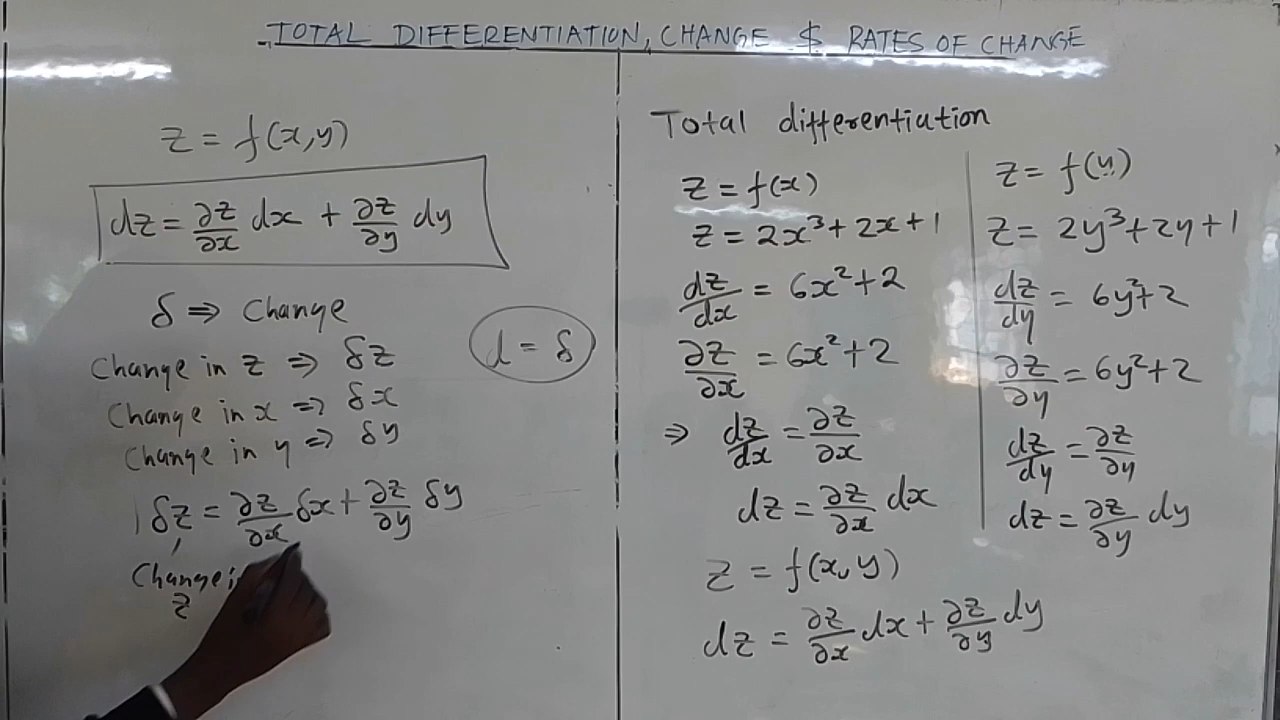 TOTAL DIFFERENTIATION, CHANGE $ RATES OF CHANGE
z = f(x,y)
dz = ∂z/∂x dx + ∂z/∂y dy
δ ⇒ Change
Change in z ⇒ δz
Change in x ⇒ δx
Change in y ⇒ δy
d = δ
δz = ∂z/∂x δx + ∂z/∂y δy
Change in
z
Total differentiation
z = f(x)
z = 2x³ + 2x + 1
dz/dx = 6x² + 2
∂z/∂x = 6x² + 2
⇒ dz/dx = ∂z/∂x
dz = ∂z/∂x dx
z = f(y)
z = 2y³ + 2y + 1
dz/dy = 6y² + 2
∂z/∂y = 6y² + 2
dz/dy = ∂z/∂y
dz = ∂z/∂y dy
z = f(x, y)
dz = ∂z/∂x dx + ∂z/∂y dy